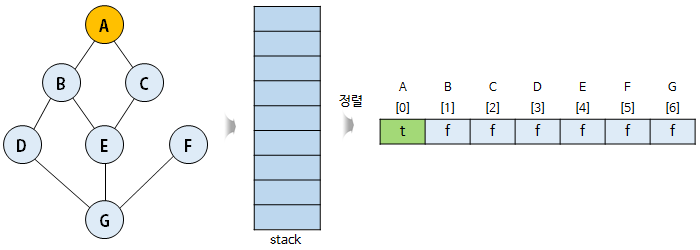 A
B
C
D
E
F
G
stack
정렬
A B C D E F G
[0] [1] [2] [3] [4] [5] [6]
t f f f f f f